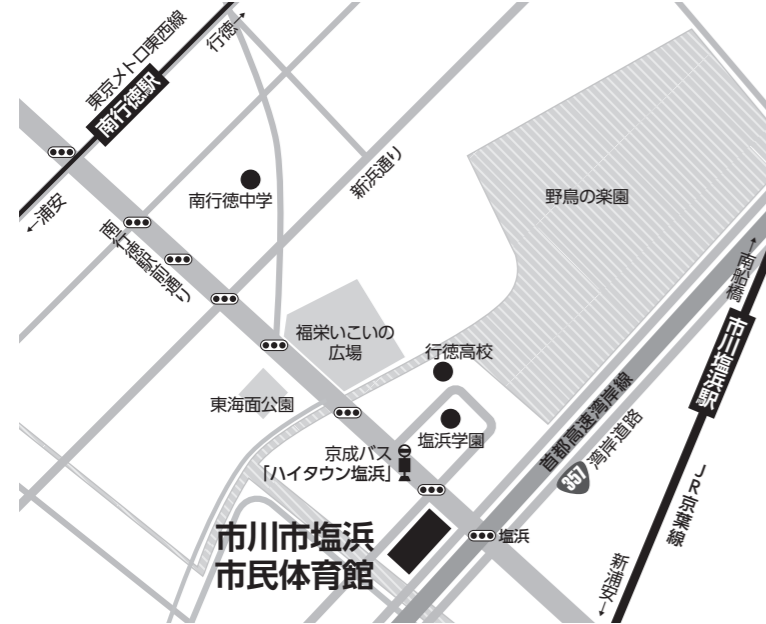 東京メトロ東西線
行徳→
南行徳駅
←浦安
南行徳中学
新浜通り
野鳥の楽園
南行徳駅前通り
←南船橋
市川塩浜駅
福栄いこいの
広場
行徳高校
東海面公園
塩浜学園
首都高速湾岸線
357
湾岸道路
京成バス
「ハイタウン塩浜」
JR京葉線
市川市塩浜
市民体育館
塩浜
新浦安→